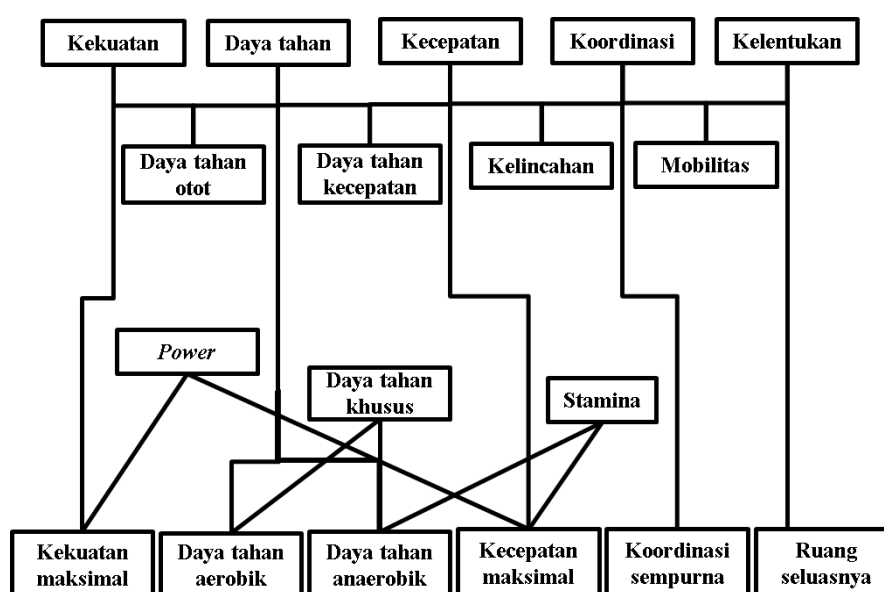 Kekuatan
Daya tahan
Kecepatan
Koordinasi
Kelentukan
Daya tahan
otot
Daya tahan
kecepatan
Kelincahan
Mobilitas
Power
Daya tahan
khusus
Stamina
Kekuatan
maksimal
Daya tahan
aerobik
Daya tahan
anaerobik
Kecepatan
maksimal
Koordinasi
sempurna
Ruang
seluasnya